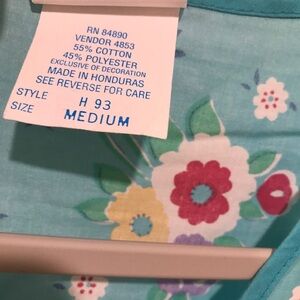 RN 84890
VENDOR 4853
55% COTTON
45% POLYESTER
EXCLUSIVE OF DECORATION
MADE IN HONDURAS
SEE REVERSE FOR CARE
STYLE H 93
SIZE MEDIUM